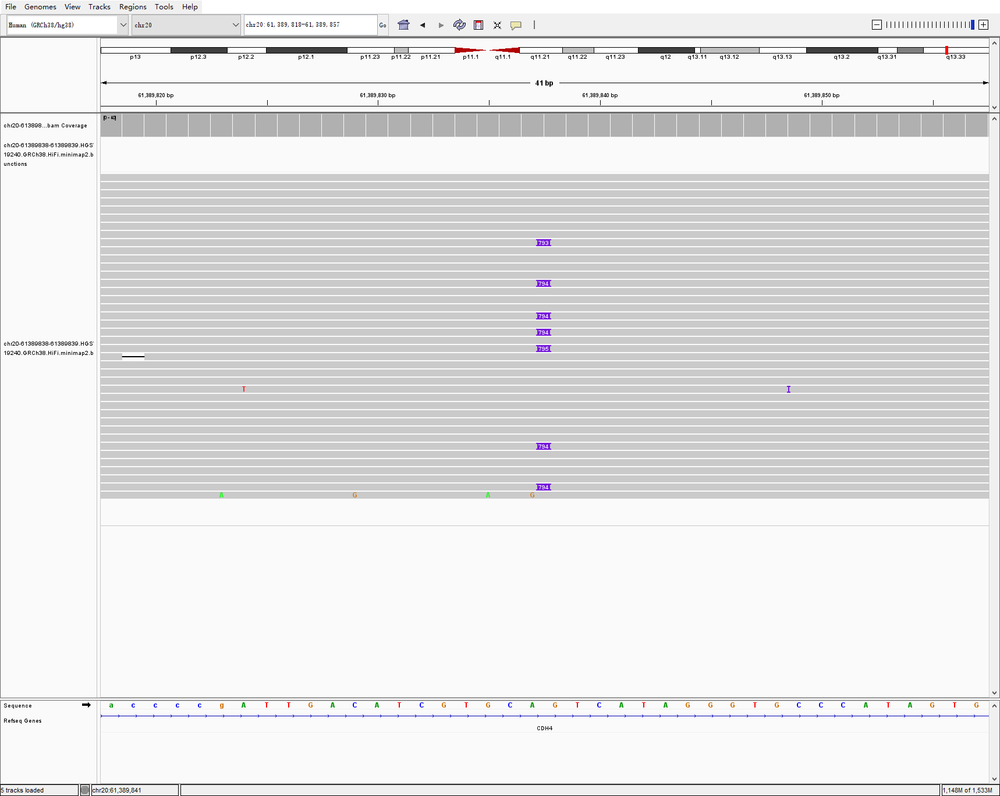 File Genomes View Tracks Regions Tools Help
Human (GRCh38/hg38) chr20 chr20:61,389,818-61,389,857 Go
p13 p12.3 p12.2 p12.1 p11.23 p11.22 p11.21 p11.1 q11.1 q11.21 q11.22 q11.23 q12 q13.11 q13.12 q13.13 q13.2 q13.31 q13.33
41 bp
61,389,820 bp 61,389,830 bp 61,389,840 bp 61,389,850 bp
[0 - 40]
chr20-613898...bam Coverage
chr20-61389838-61389839.HGS
19240.GRCh38.HiFi.minimap2.b
unctions
793
794
794
794
chr20-61389838-61389839.HGS
795
19240.GRCh38.HiFi.minimap2.b
T I
794
794
A G A G
Sequence a c c c c g A T T G A C A T C G T G C A G T C A T A G G G T G C C C A T A G T G
Refseq Genes
CDH4
5 tracks loaded chr20:61,389,841 1,148M of 1,533M